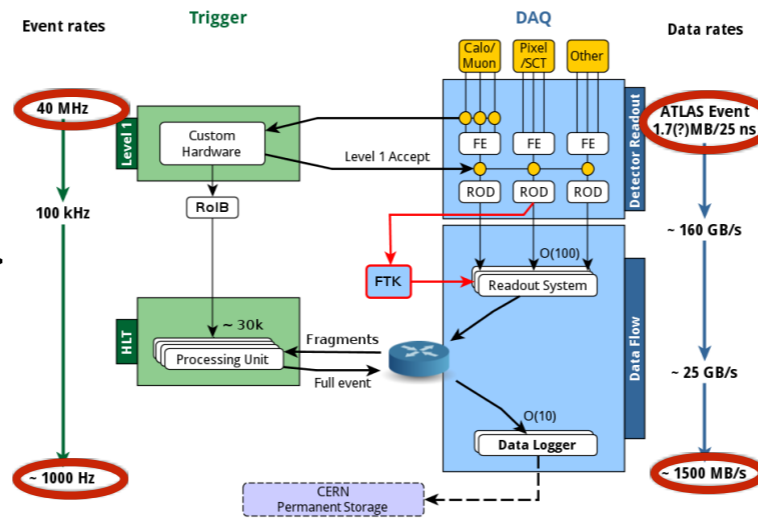 Trigger
DAQ
Event rates
Data rates
Calo/
Muon
Pixel
/SCT
Other
40 MHz
ATLAS Event
1.7(?)MB/25 ns
Level 1
Custom
Hardware
Level 1 Accept
FE
FE
FE
Detector Readout
ROD
ROD
ROD
RoIB
100 kHz
~ 160 GB/s
O(100)
FTK
Readout System
~ 30k
HLT
Processing Unit
Fragments
Full event
Data Flow
~ 25 GB/s
O(10)
Data Logger
~ 1000 Hz
~ 1500 MB/s
CERN
Permanent Storage